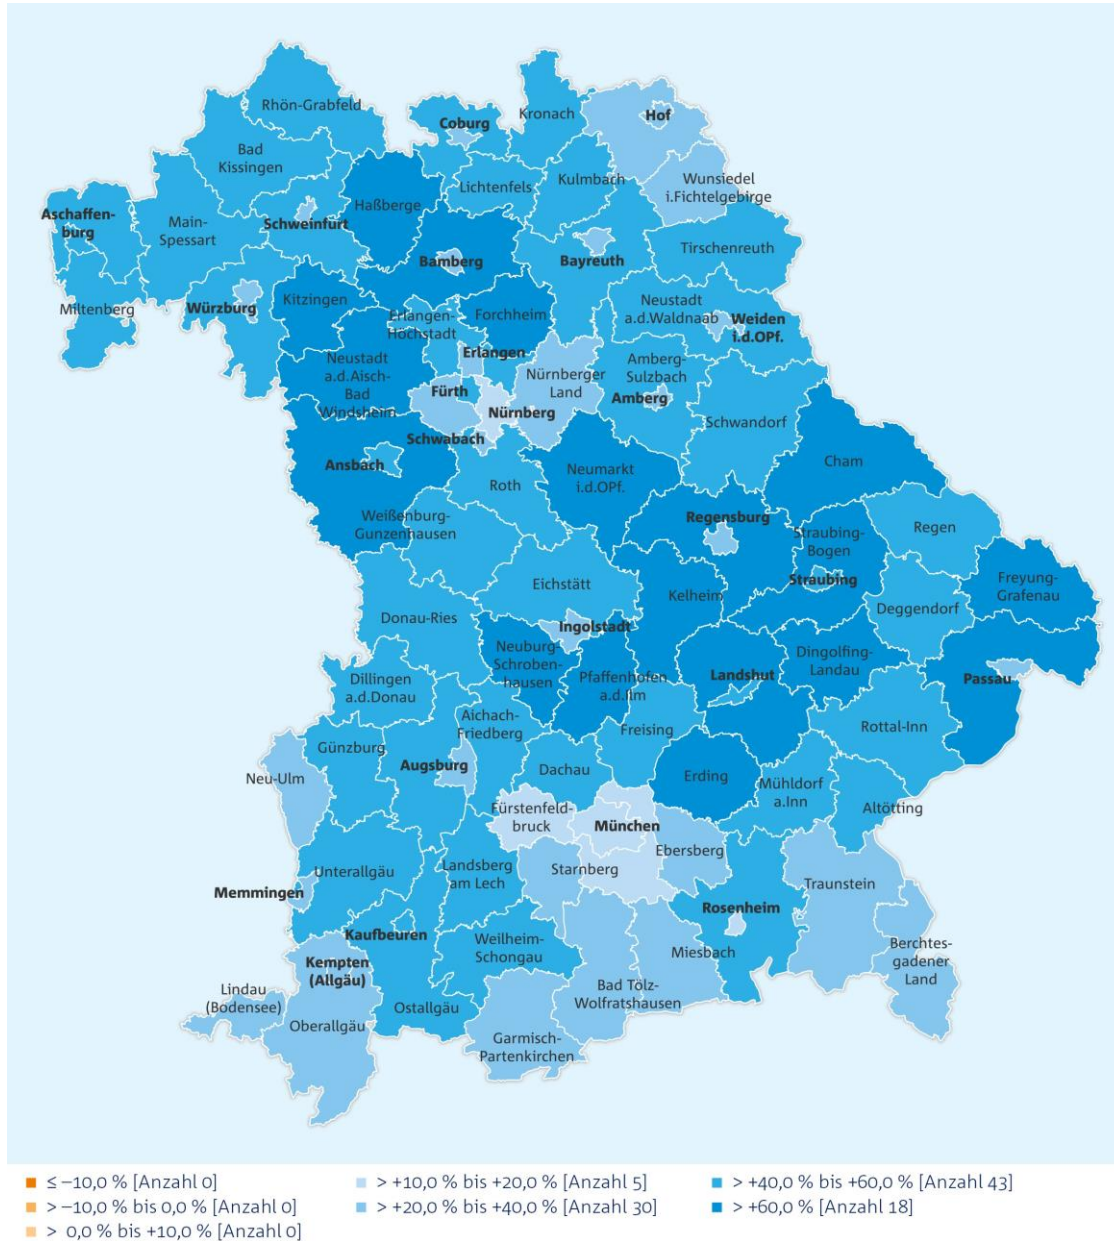 Rhön-Grabfeld
Kronach
Coburg
Hof
Bad
Kissingen
Lichtenfels
Kulmbach
Wunsiedel
i.Fichtelgebirge
Haßberge
Aschaffen-
burg
Main-
Spessart
Schweinfurt
Tirschenreuth
Bamberg
Bayreuth
Miltenberg
Würzburg
Kitzingen
Erlangen-
Höchstadt
Forchheim
Neustadt
a.d.Waldnaab
Weiden
i.d.OPf.
Erlangen
Neustadt
a.d.Aisch-
Bad
Windsheim
Nürnberger
Land
Amberg-
Sulzbach
Fürth
Nürnberg
Amberg
Schwandorf
Schwabach
Ansbach
Neumarkt
i.d.OPf.
Cham
Roth
Weißenburg-
Gunzenhausen
Regensburg
Straubing-
Bogen
Regen
Eichstätt
Kelheim
Straubing
Freyung-
Grafenau
Donau-Ries
Deggendorf
Ingolstadt
Neuburg-
Schroben-
hausen
Pfaffenhofen
a.d.Ilm
Landshut
Dingolfing-
Landau
Passau
Dillingen
a.d.Donau
Aichach-
Friedberg
Freising
Rottal-Inn
Günzburg
Augsburg
Dachau
Erding
Mühldorf
a.Inn
Neu-Ulm
Altötting
Fürstenfeld-
bruck
München
Ebersberg
Unterallgäu
Landsberg
am Lech
Starnberg
Traunstein
Memmingen
Rosenheim
Kaufbeuren
Weilheim-
Schongau
Miesbach
Berchtes-
gadener
Land
Kempten
(Allgäu)
Lindau
(Bodensee)
Oberallgäu
Ostallgäu
Bad Tölz-
Wolfratshausen
Garmisch-
Partenkirchen
≤ –10,0 % [Anzahl 0]
> –10,0 % bis 0,0 % [Anzahl 0]
> 0,0 % bis +10,0 % [Anzahl 0]
> +10,0 % bis +20,0 % [Anzahl 5]
> +20,0 % bis +40,0 % [Anzahl 30]
> +40,0 % bis +60,0 % [Anzahl 43]
> +60,0 % [Anzahl 18]